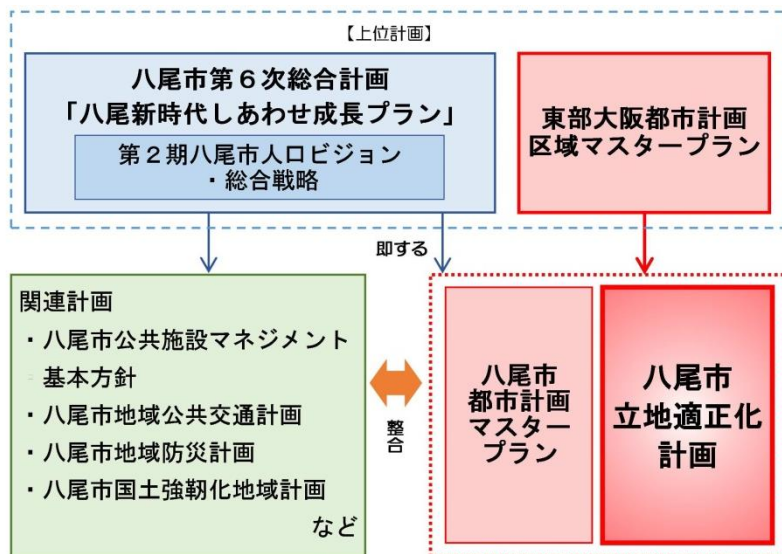 【上位計画】
八尾市第６次総合計画
「八尾新時代しあわせ成長プラン」
第２期八尾市人口ビジョン
・総合戦略
東部大阪都市計画
区域マスタープラン
即する
関連計画
・八尾市公共施設マネジメント
基本方針
・八尾市地域公共交通計画
・八尾市地域防災計画
・八尾市国土強靭化地域計画
など
整合
八尾市
都市計画
マスター
プラン
八尾市
立地適正化
計画